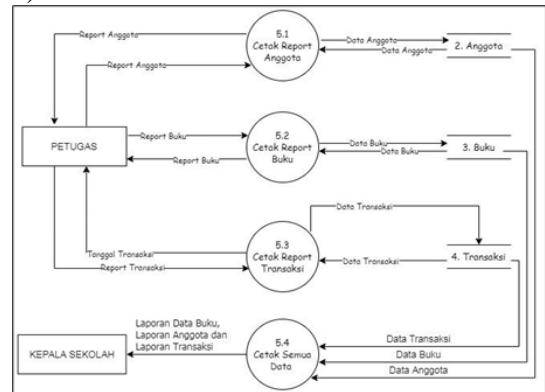 Report Anggota
5.1
Cetak Report
Anggota
Data Anggota
Data Anggota
2. Anggota
Report Anggota
PETUGAS
Report Buku
Report Buku
5.2
Cetak Report
Buku
Data Buku
Data Buku
3. Buku
Data Transaksi
Tanggal Transaksi
Report Transaksi
5.3
Cetak Report
Transaksi
Data Transaksi
4. Transaksi
Laporan Data Buku,
Laporan Anggota dan
Laporan Transaksi
KEPALA SEKOLAH
5.4
Cetak Semua
Data
Data Transaksi
Data Buku
Data Anggota